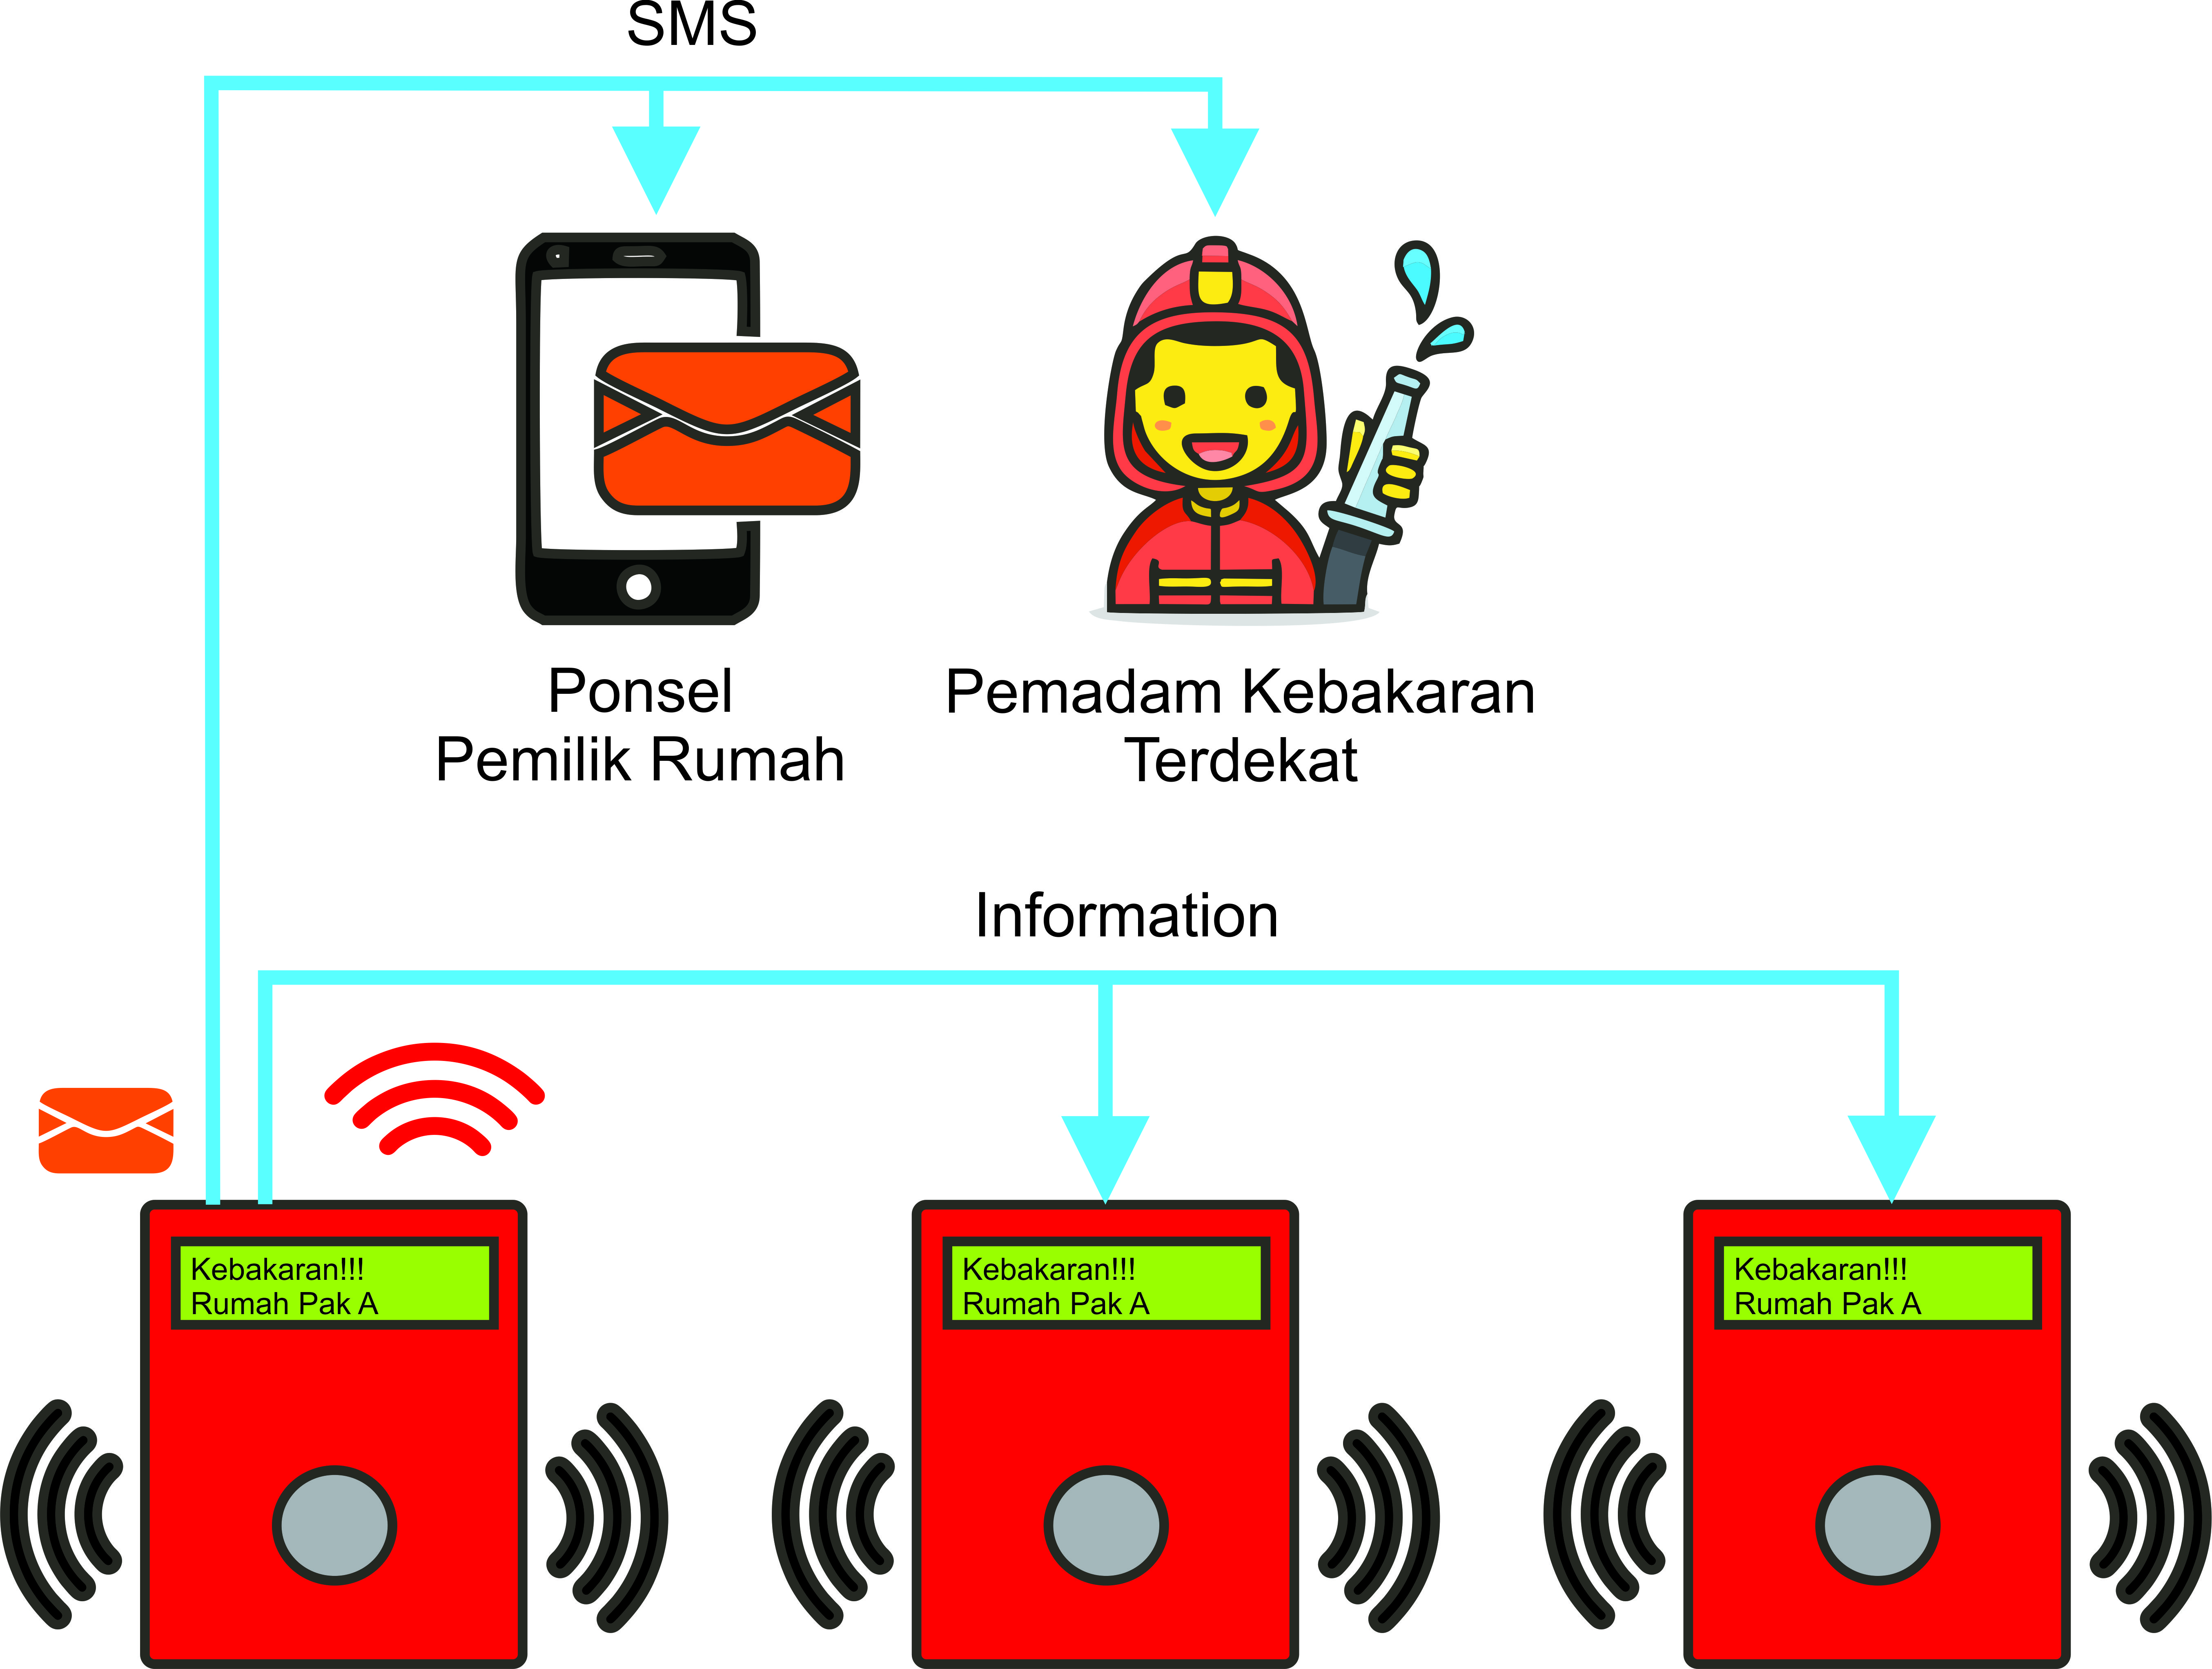 SMS
Ponsel
Pemilik Rumah
Pemadam Kebakaran
Terdekat
Information
Kebakaran!!!
Rumah Pak A
Kebakaran!!!
Rumah Pak A
Kebakaran!!!
Rumah Pak A